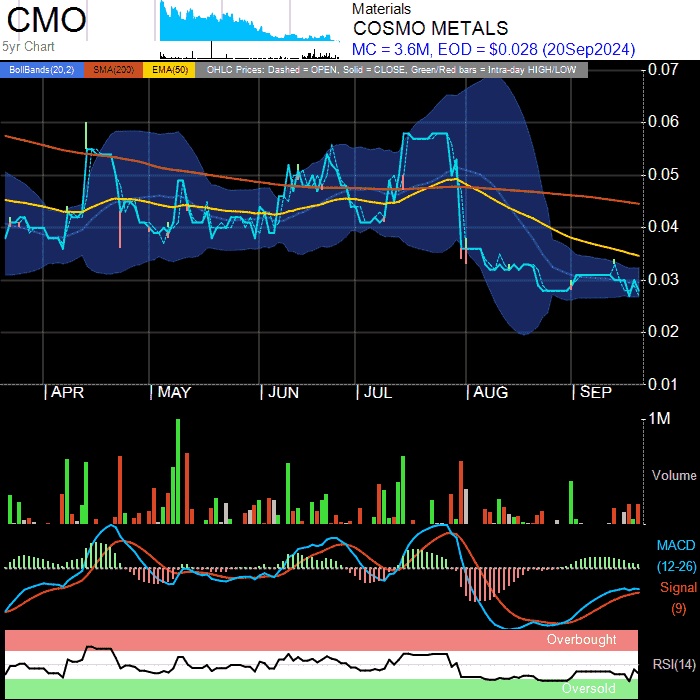 CMO
5yr Chart
Materials
COSMO METALS
MC = 3.6M, EOD = $0.028 (20Sep2024)
BollBands(20,2) SMA(200) EMA(50) OHLC Prices: Dashed = OPEN, Solid = CLOSE, Green/Red bars = Intra-day HIGH/LOW
0.07
0.06
0.05
0.04
0.03
0.02
0.01
| APR | MAY | JUN | JUL | AUG | SEP
1M
Volume
MACD
(12-26)
Signal
(9)
Overbought
RSI(14)
Oversold